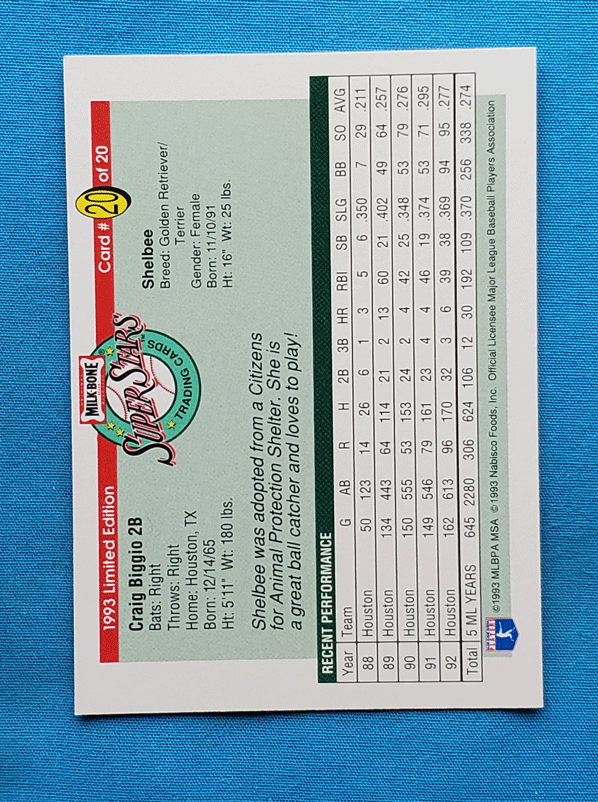 1993 Limited Edition
Card # 20 of 20
MILK-BONE
SUPER STARS
TRADING CARDS
Craig Biggio 2B
Bats: Right
Throws: Right
Home: Houston, TX
Born: 12/14/65
Ht: 5'11" Wt: 180 lbs.
Shelbee
Breed: Golden Retriever/
Terrier
Gender: Female
Born: 11/10/91
Ht: 16" Wt: 25 lbs.
Shelbee was adopted from a Citizens
for Animal Protection Shelter. She is
a great ball catcher and loves to play!
RECENT PERFORMANCE
Year Team G AB R H 2B 3B HR RBI SB SLG BB SO AVG
88 Houston 50 123 14 26 6 1 3 5 6 .350 7 29 .211
89 Houston 134 443 64 114 21 2 13 60 21 .402 49 64 .257
90 Houston 150 555 53 153 24 2 4 42 25 .348 53 79 .276
91 Houston 149 546 79 161 23 4 4 46 19 .374 53 71 .295
92 Houston 162 613 96 170 32 3 6 39 38 .369 94 95 .277
Total 5 ML YEARS 645 2280 306 624 106 12 30 192 109 .370 256 338 .274
©1993 MLBPA MSA ©1993 Nabisco Foods, Inc. Official Licensee Major League Baseball Players Association